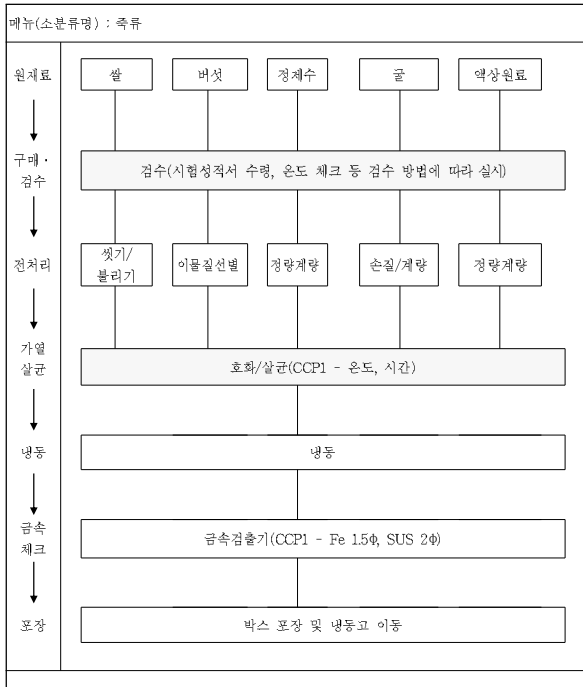 메뉴(소분류명) : 죽류
원재료
쌀
버섯
정제수
굴
액상원료
구매·
검수
검수(시험성적서 수령, 온도 체크 등 검수 방법에 따라 실시)
전처리
씻기/
불리기
이물질선별
정량계량
손질/계량
정량계량
가열
살균
호화/살균(CCP1 - 온도, 시간)
냉동
냉동
금속
체크
금속검출기(CCP1 - Fe 1.5Φ, SUS 2Φ)
포장
박스 포장 및 냉동고 이동